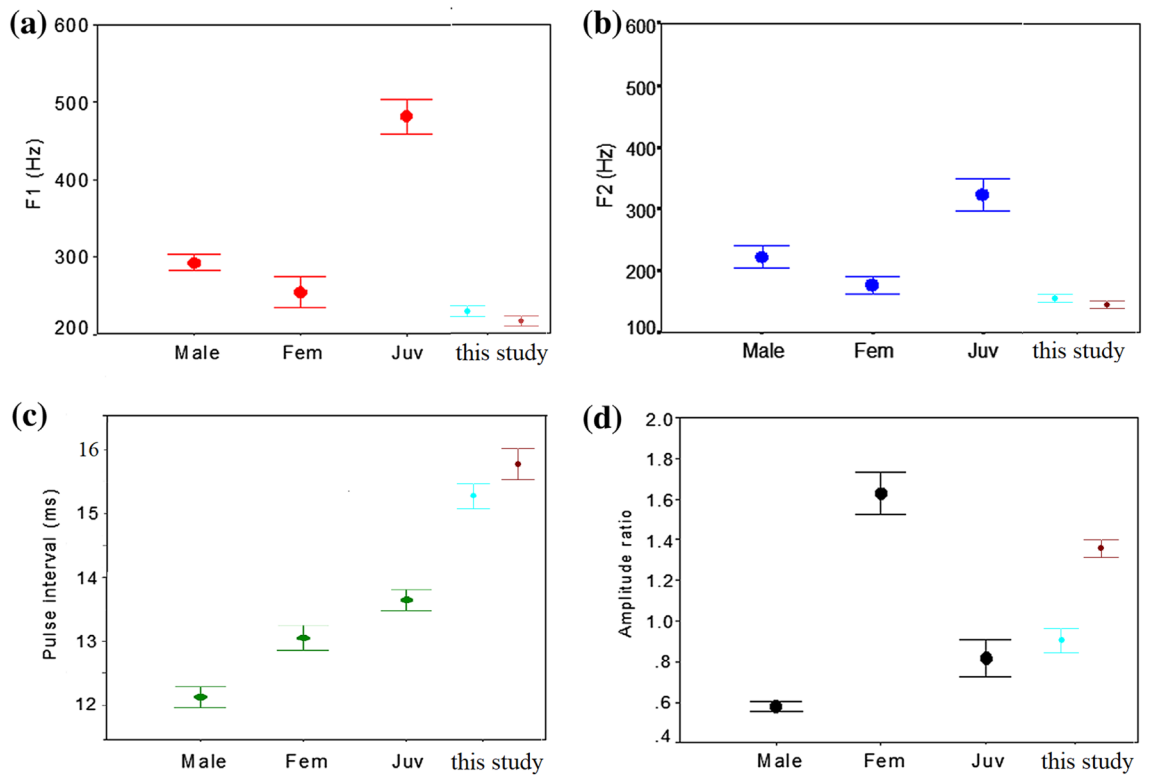 (a)
600
500
400
300
200
F1 (Hz)
Male Fem Juv this study
(b)
600
500
400
300
200
100
F2 (Hz)
Male Fem Juv this study
(c)
16
15
14
13
12
Pulse interval (ms)
Male Fem Juv this study
(d)
2.0
1.8
1.6
1.4
1.2
1.0
.8
.6
.4
Amplitude ratio
Male Fem Juv this study